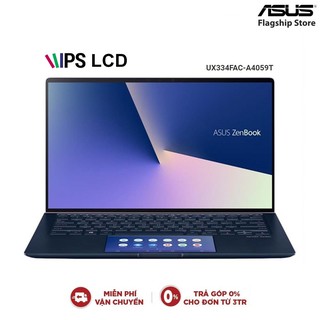 ASUS
Flagship Store
IPS LCD
UX334FAC-A4059T
ASUS ZenBook
MIỄN PHÍ
VẬN CHUYỂN
0%
TRẢ GÓP 0%
CHO ĐƠN TỪ 3TR